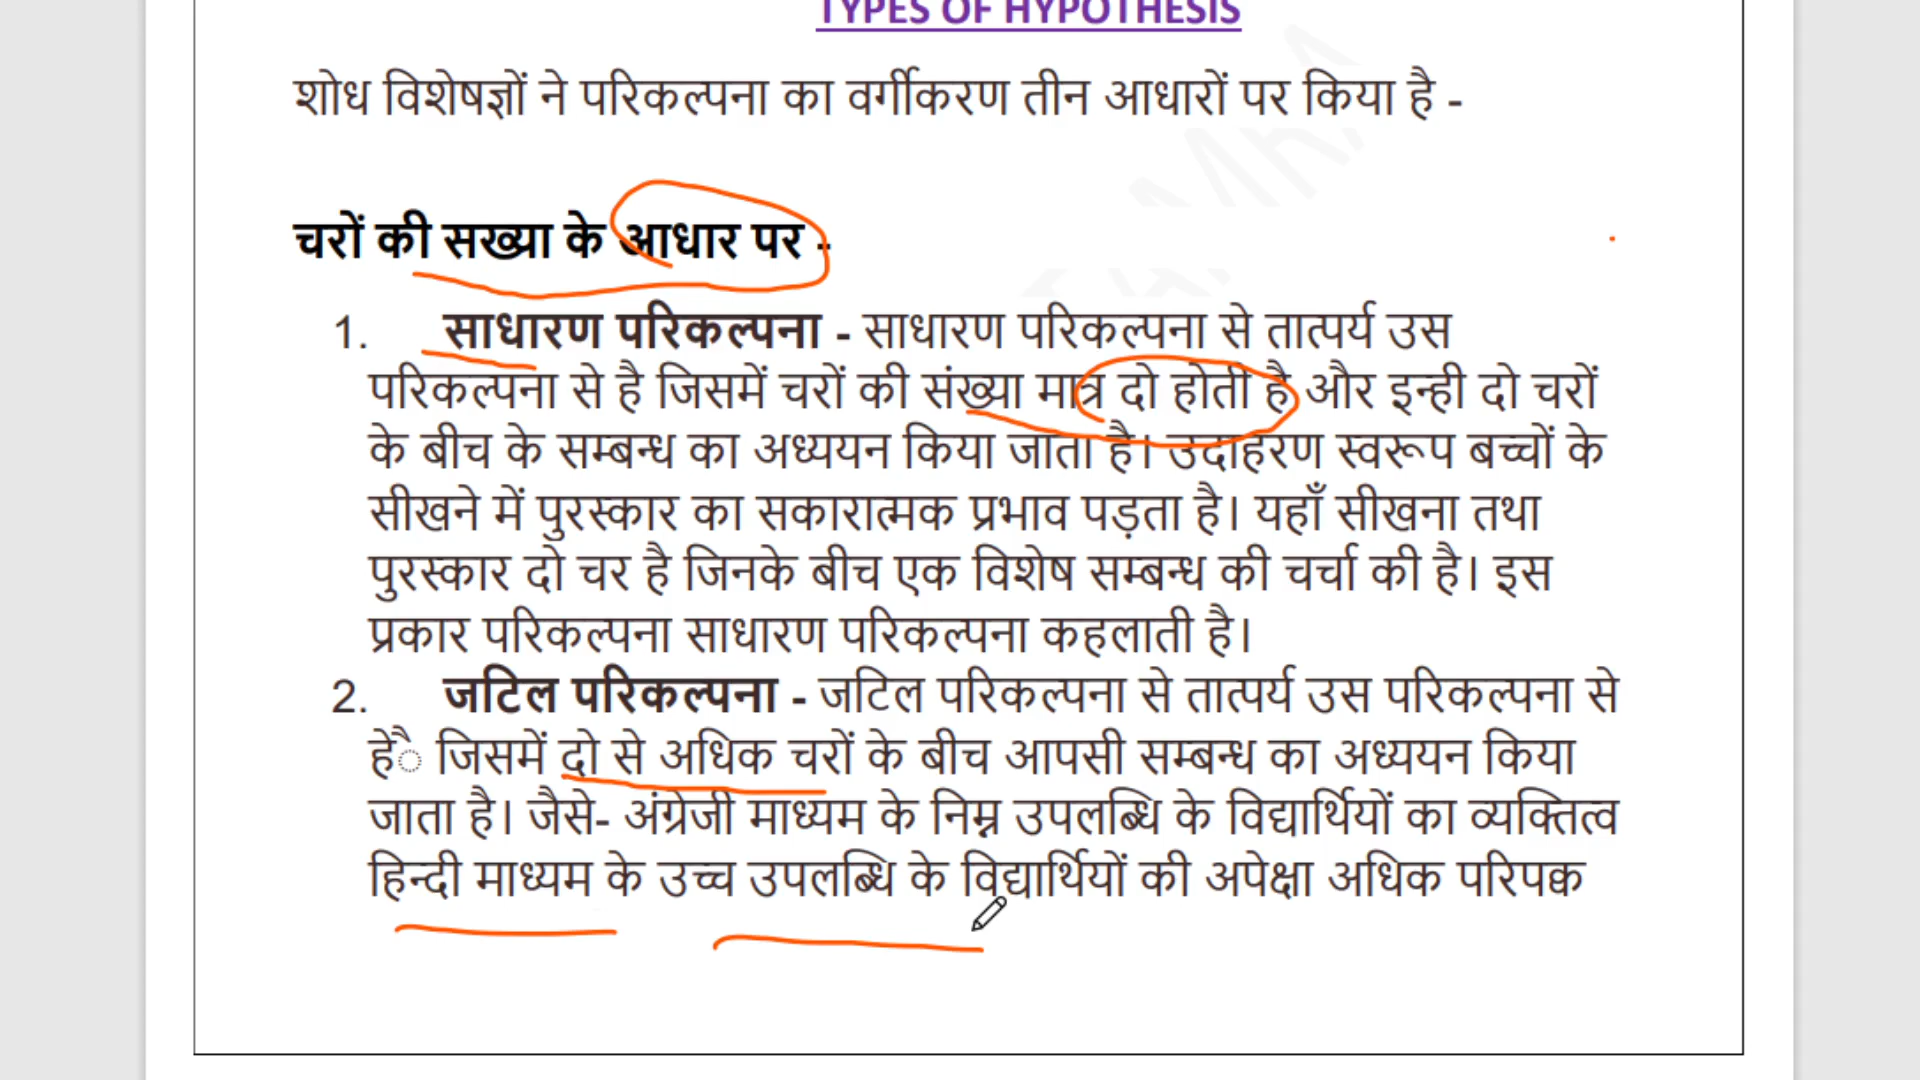 TYPES OF HYPOTHESIS
शोध विशेषज्ञों ने परिकल्पना का वर्गीकरण तीन आधारों पर किया है -
चरों की सख्या के आधार पर -
1. साधारण परिकल्पना - साधारण परिकल्पना से तात्पर्य उस
परिकल्पना से है जिसमें चरों की संख्या मात्र दो होती है और इन्ही दो चरों
के बीच के सम्बन्ध का अध्ययन किया जाता है। उदाहरण स्वरूप बच्चों के
सीखने में पुरस्कार का सकारात्मक प्रभाव पड़ता है। यहाँ सीखना तथा
पुरस्कार दो चर है जिनके बीच एक विशेष सम्बन्ध की चर्चा की है। इस
प्रकार परिकल्पना साधारण परिकल्पना कहलाती है।
2. जटिल परिकल्पना - जटिल परिकल्पना से तात्पर्य उस परिकल्पना से
हेंै जिसमें दो से अधिक चरों के बीच आपसी सम्बन्ध का अध्ययन किया
जाता है। जैसे- अंग्रेजी माध्यम के निम्न उपलब्धि के विद्यार्थियों का व्यक्तित्व
हिन्दी माध्यम के उच्च उपलब्धि के विद्यार्थियों की अपेक्षा अधिक परिपक्व